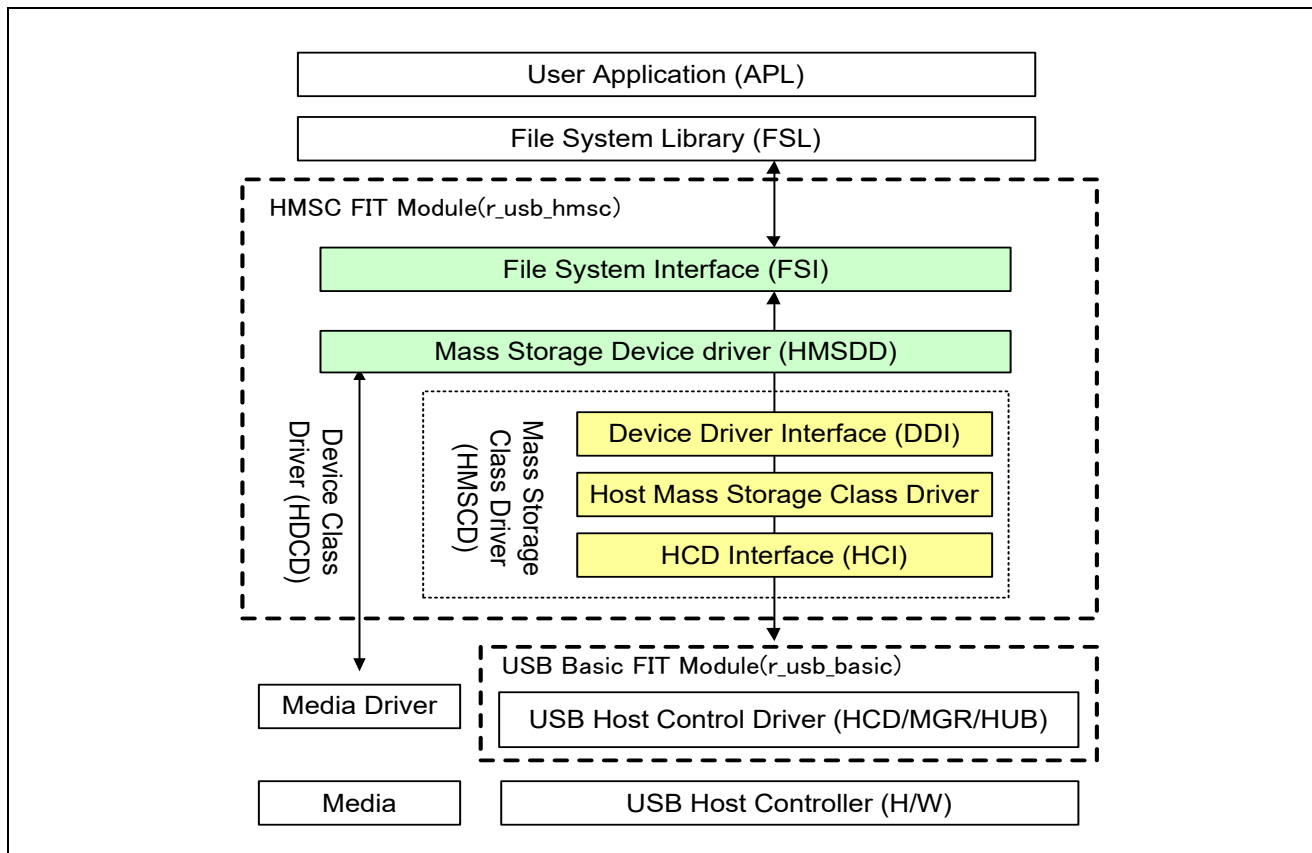 User Application (APL)
File System Library (FSL)
HMSC FIT Module(r_usb_hmsc)
File System Interface (FSI)
Mass Storage Device driver (HMSDD)
Device Class
Driver (HDCD)
Mass Storage
Class Driver
(HMSCD)
Device Driver Interface (DDI)
Host Mass Storage Class Driver
HCD Interface (HCI)
USB Basic FIT Module(r_usb_basic)
Media Driver
USB Host Control Driver (HCD/MGR/HUB)
Media
USB Host Controller (H/W)